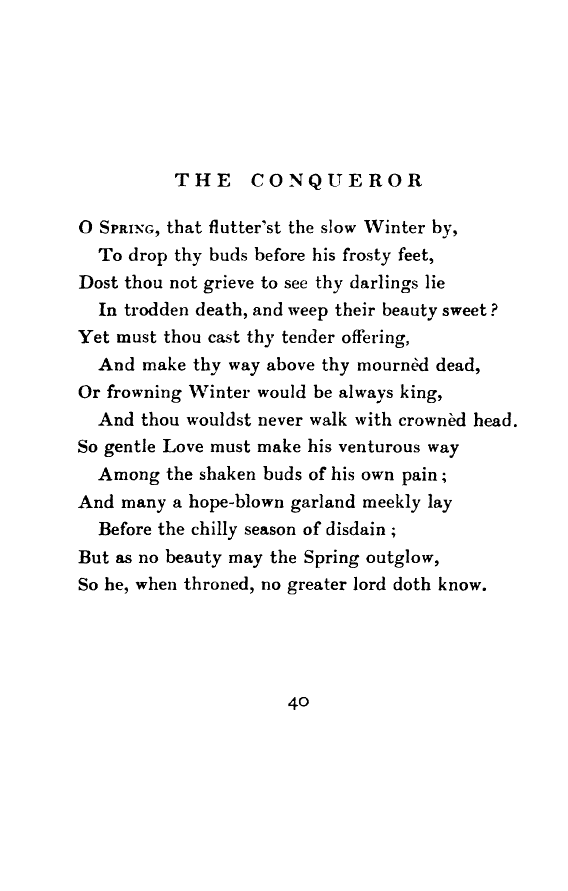 THE CONQUEROR
O SPRING, that flutter'st the slow Winter by,
To drop thy buds before his frosty feet,
Dost thou not grieve to see thy darlings lie
In trodden death, and weep their beauty sweet?
Yet must thou cast thy tender offering,
And make thy way above thy mournèd dead,
Or frowning Winter would be always king,
And thou wouldst never walk with crownèd head.
So gentle Love must make his venturous way
Among the shaken buds of his own pain;
And many a hope-blown garland meekly lay
Before the chilly season of disdain;
But as no beauty may the Spring outglow,
So he, when throned, no greater lord doth know.
40